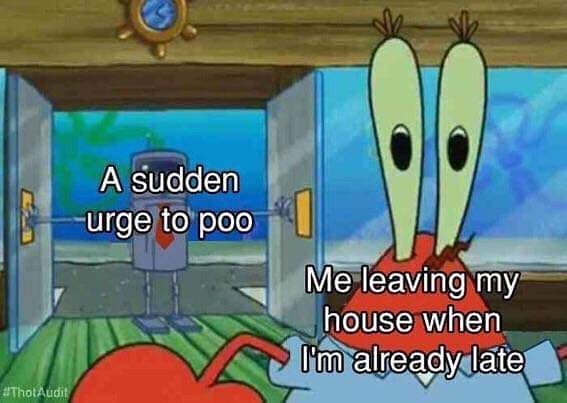 A sudden
urge to poo
Me leaving my
house when
I'm already late
#ThotAudit